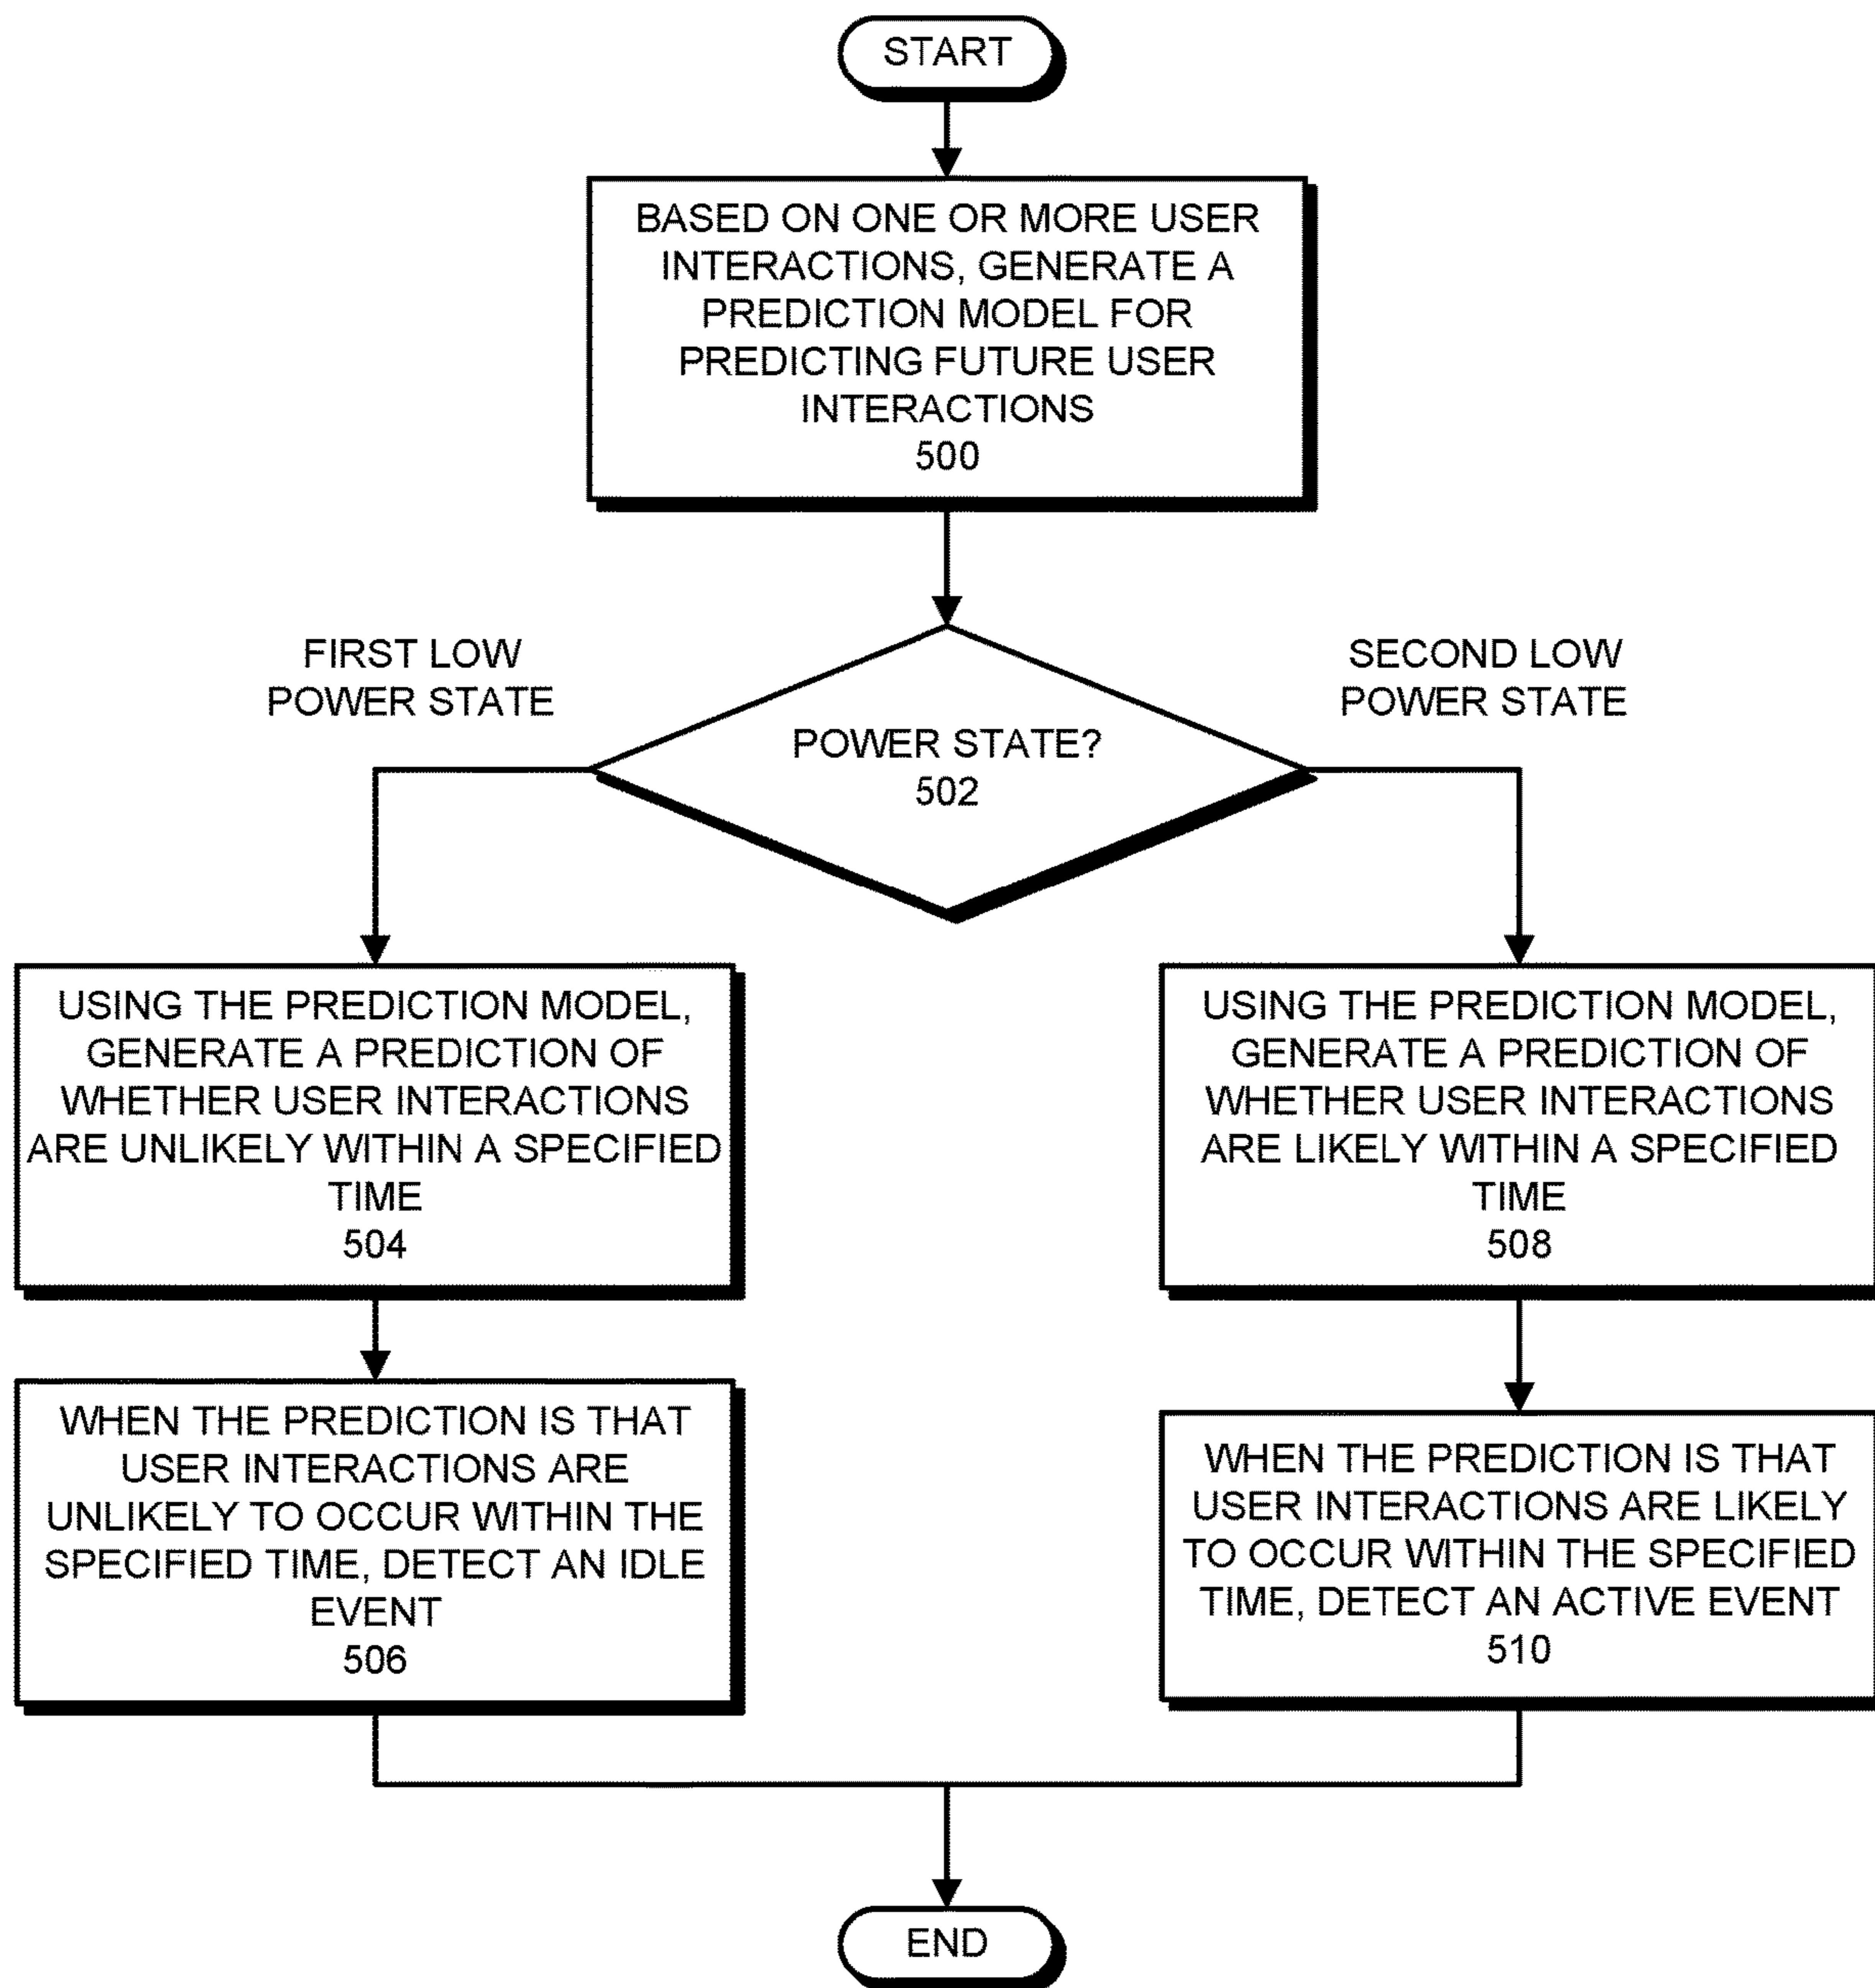 START
BASED ON ONE OR MORE USER
INTERACTIONS, GENERATE A
PREDICTION MODEL FOR
PREDICTING FUTURE USER
INTERACTIONS
500
FIRST LOW
POWER STATE
POWER STATE?
502
SECOND LOW
POWER STATE
USING THE PREDICTION MODEL,
GENERATE A PREDICTION OF
WHETHER USER INTERACTIONS
ARE UNLIKELY WITHIN A SPECIFIED
TIME
504
USING THE PREDICTION MODEL,
GENERATE A PREDICTION OF
WHETHER USER INTERACTIONS
ARE LIKELY WITHIN A SPECIFIED
TIME
508
WHEN THE PREDICTION IS THAT
USER INTERACTIONS ARE
UNLIKELY TO OCCUR WITHIN THE
SPECIFIED TIME, DETECT AN IDLE
EVENT
506
WHEN THE PREDICTION IS THAT
USER INTERACTIONS ARE LIKELY
TO OCCUR WITHIN THE SPECIFIED
TIME, DETECT AN ACTIVE EVENT
510
END